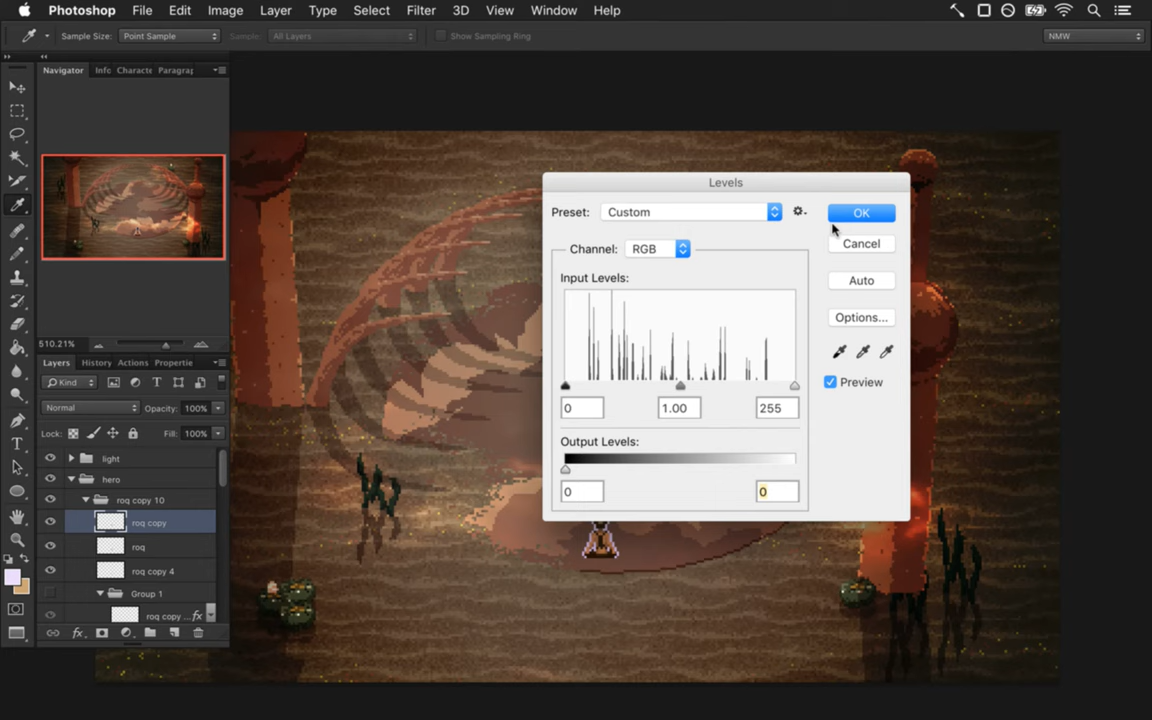 Photoshop File Edit Image Layer Type Select Filter 3D View Window Help
Sample Size: Point Sample Sample: All Layers Show Sampling Ring NMW
Navigator Info Characte Paragrap
510.21%
Layers History Actions Propertie
Kind
Normal Opacity: 100%
Lock: Fill: 100%
light
hero
roq copy 10
roq copy
roq
roq copy 4
Group 1
roq copy ... fx
fx
Levels
Preset: Custom OK
Cancel
Channel: RGB
Input Levels:
Auto
Options...
Preview
0 1.00 255
Output Levels:
0 0